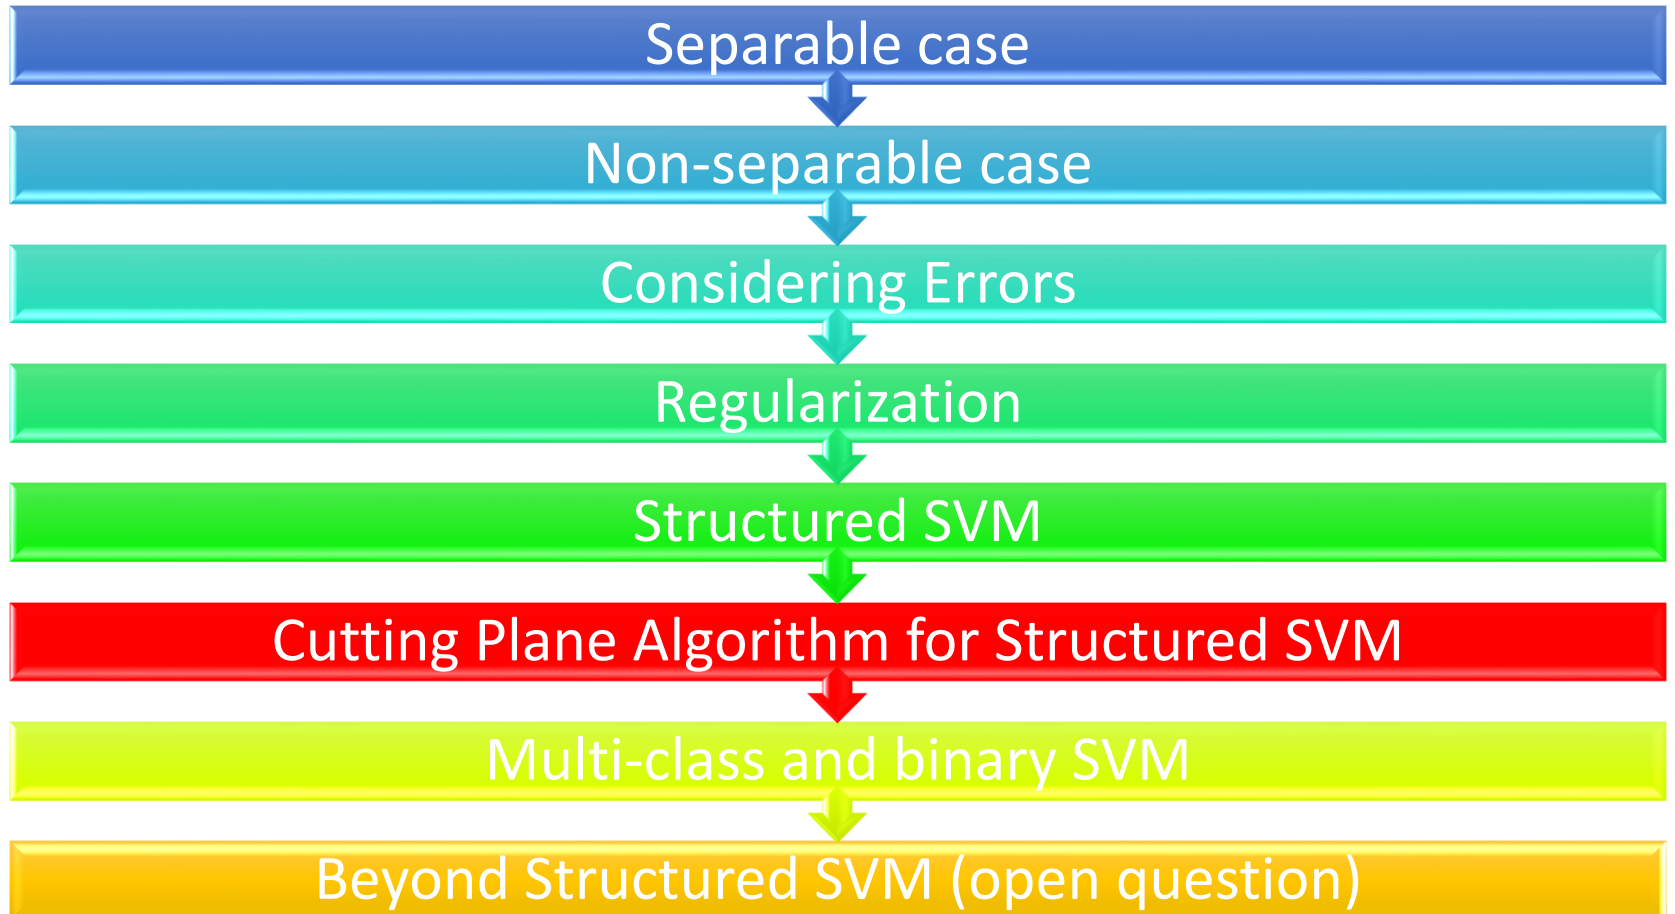 Separable case
Non-separable case
Considering Errors
Regularization
Structured SVM
Cutting Plane Algorithm for Structured SVM
Multi-class and binary SVM
Beyond Structured SVM (open question)